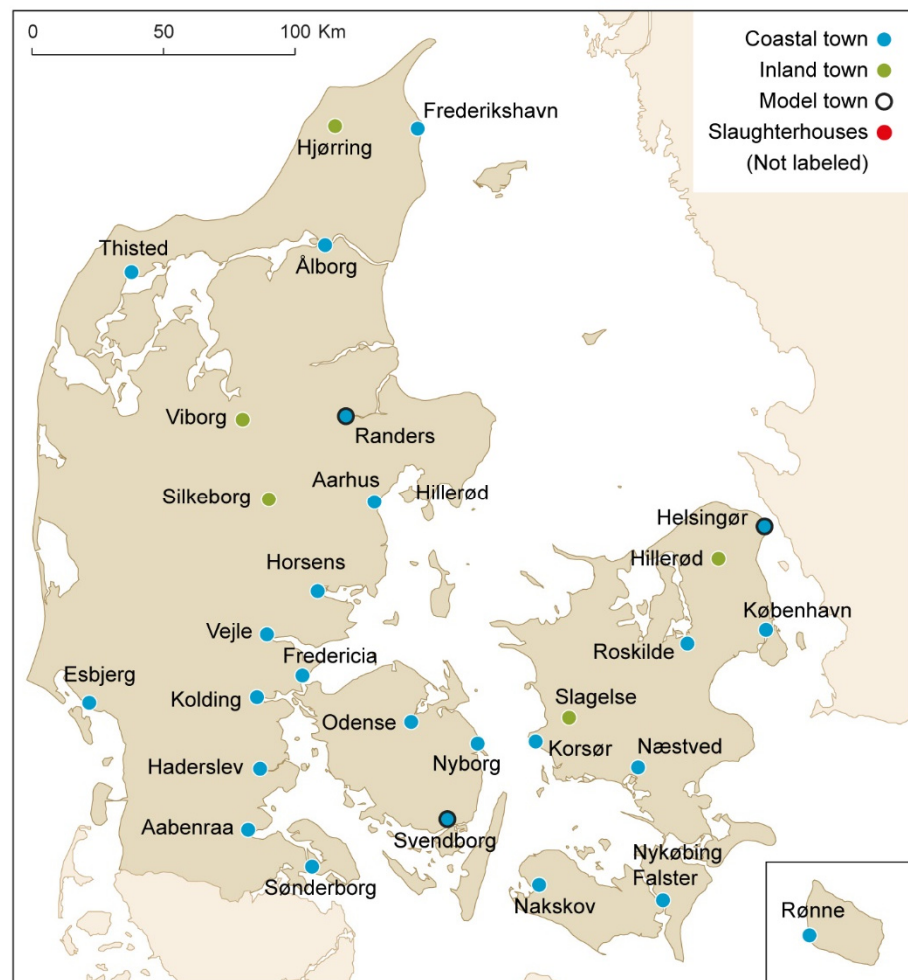 0 50 100 Km
Coastal town
Inland town
Model town
Slaughterhouses
(Not labeled)
Frederikshavn
Hjørring
Thisted
Ålborg
Viborg
Randers
Aarhus
Silkeborg
Hillerød
Helsingør
Horsens
Hillerød
København
Vejle
Roskilde
Fredericia
Esbjerg
Kolding
Slagelse
Odense
Korsør
Næstved
Nyborg
Haderslev
Aabenraa
Svendborg
Nykøbing
Falster
Sønderborg
Nakskov
Rønne